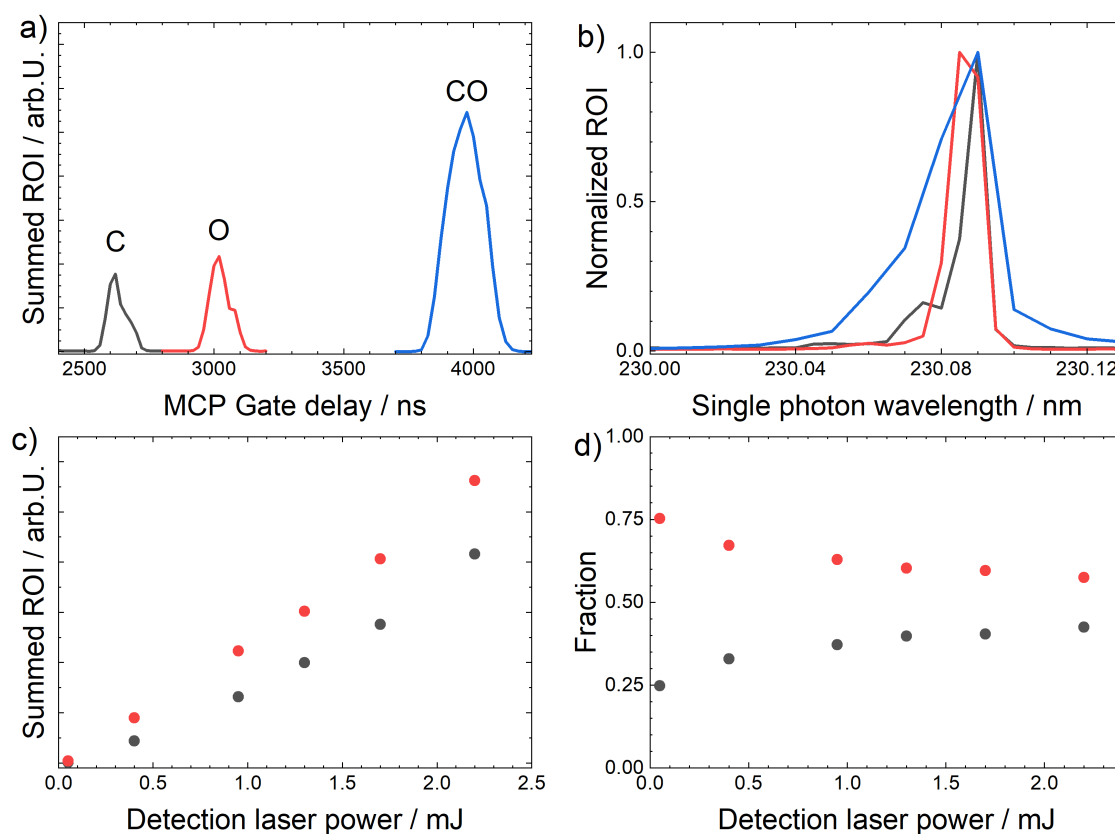 a)
Summed ROI / arb.U.
C
O
CO
2500
3000
3500
4000
MCP Gate delay / ns
b)
Normalized ROI
1.0
0.5
0.0
230.00
230.04
230.08
230.12
Single photon wavelength / nm
c)
Summed ROI / arb.U.
0.0
0.5
1.0
1.5
2.0
2.5
Detection laser power / mJ
d)
Fraction
1.00
0.75
0.50
0.25
0.00
0.0
0.5
1.0
1.5
2.0
Detection laser power / mJ